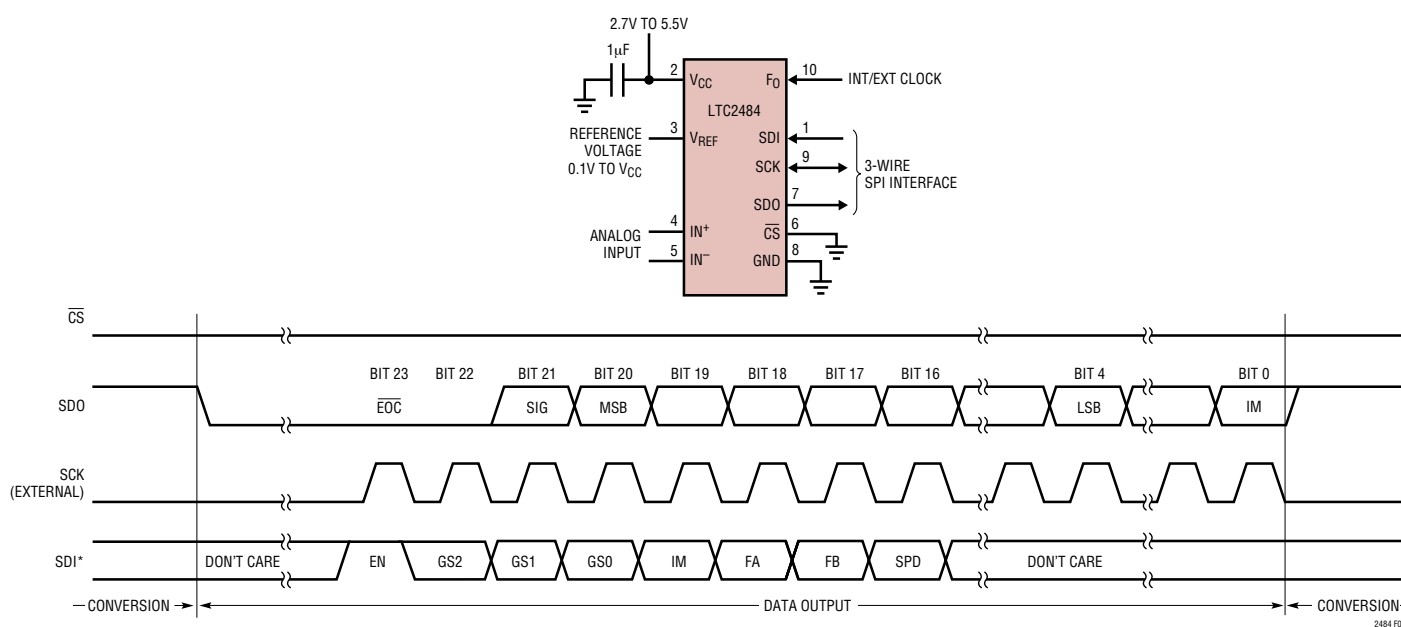 2.7V TO 5.5V
1µF
2
VCC
3
VREF
REFERENCE
VOLTAGE
0.1V TO VCC
4
IN+
5
IN–
ANALOG
INPUT
LTC2484
FO
10
INT/EXT CLOCK
SDI
1
SCK
9
SDO
7
3-WIRE
SPI INTERFACE
CS
6
GND
8
CS
BIT 23 BIT 22 BIT 21 BIT 20 BIT 19 BIT 18 BIT 17 BIT 16 BIT 4 BIT 0
SDO EOC SIG MSB LSB IM
SCK
(EXTERNAL)
SDI* DON'T CARE EN GS2 GS1 GS0 IM FA FB SPD DON'T CARE
CONVERSION DATA OUTPUT CONVERSION
2484 F0